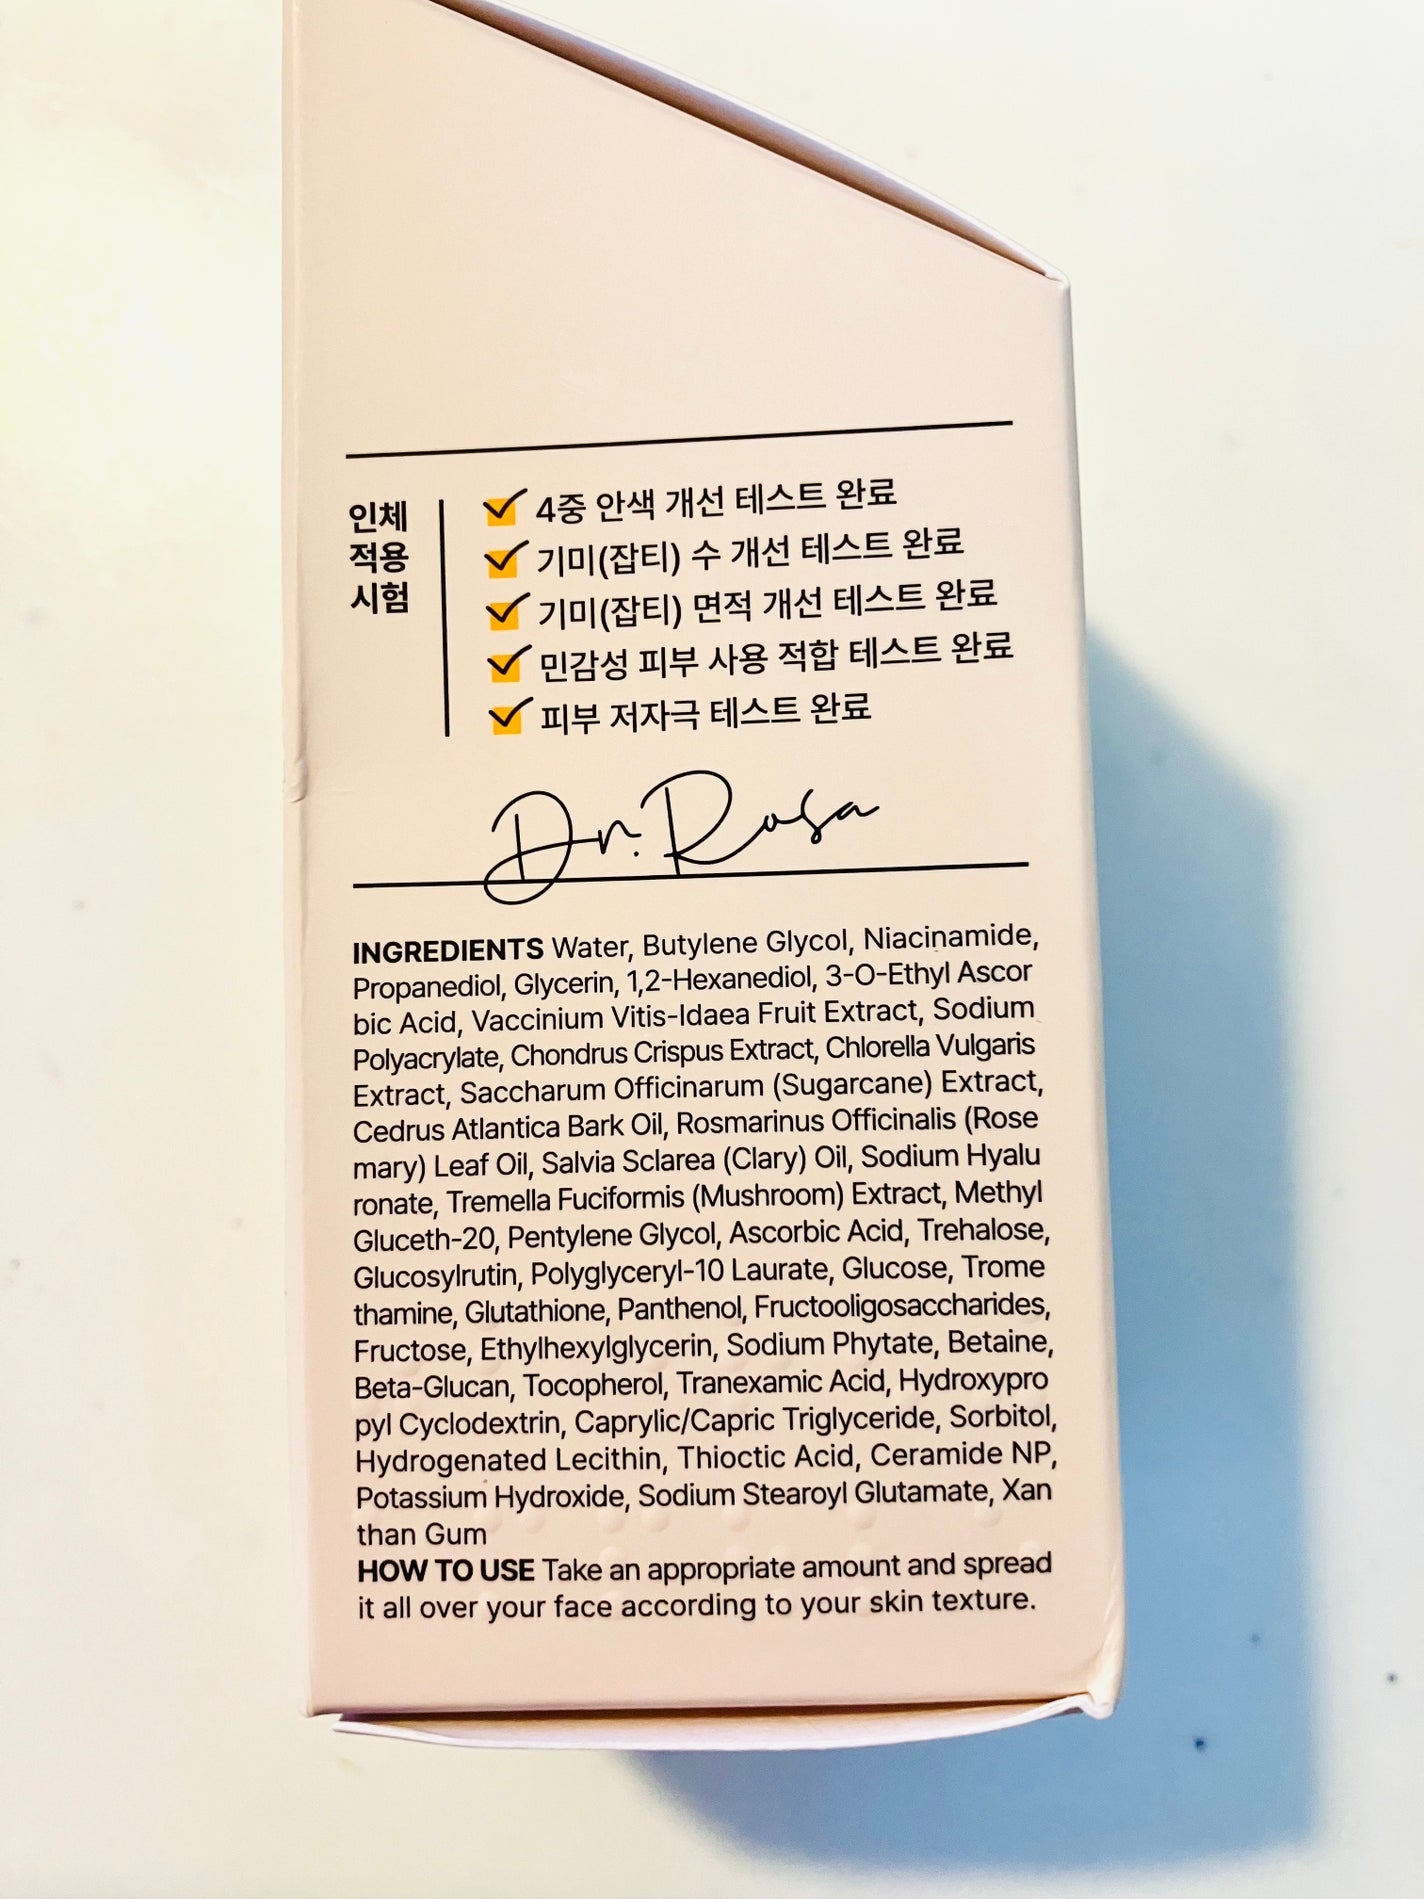 인체
적용
시험
4중 안색 개선 테스트 완료
기미(잡티) 수 개선 테스트 완료
기미(잡티) 면적 개선 테스트 완료
민감성 피부 사용 적합 테스트 완료
피부 저자극 테스트 완료
Dr. Rosa
INGREDIENTS Water, Butylene Glycol, Niacinamide,
Propanediol, Glycerin, 1,2-Hexanediol, 3-O-Ethyl Ascor
bic Acid, Vaccinium Vitis-Idaea Fruit Extract, Sodium
Polyacrylate, Chondrus Crispus Extract, Chlorella Vulgaris
Extract, Saccharum Officinarum (Sugarcane) Extract,
Cedrus Atlantica Bark Oil, Rosmarinus Officinalis (Rose
mary) Leaf Oil, Salvia Sclarea (Clary) Oil, Sodium Hyalu
ronate, Tremella Fuciformis (Mushroom) Extract, Methyl
Gluceth-20, Pentylene Glycol, Ascorbic Acid, Trehalose,
Glucosylrutin, Polyglyceryl-10 Laurate, Glucose, Trome
thamine, Glutathione, Panthenol, Fructooligosaccharides,
Fructose, Ethylhexylglycerin, Sodium Phytate, Betaine,
Beta-Glucan, Tocopherol, Tranexamic Acid, Hydroxypro
pyl Cyclodextrin, Caprylic/Capric Triglyceride, Sorbitol,
Hydrogenated Lecithin, Thioctic Acid, Ceramide NP,
Potassium Hydroxide, Sodium Stearoyl Glutamate, Xan
than Gum
HOW TO USE Take an appropriate amount and spread
it all over your face according to your skin texture.